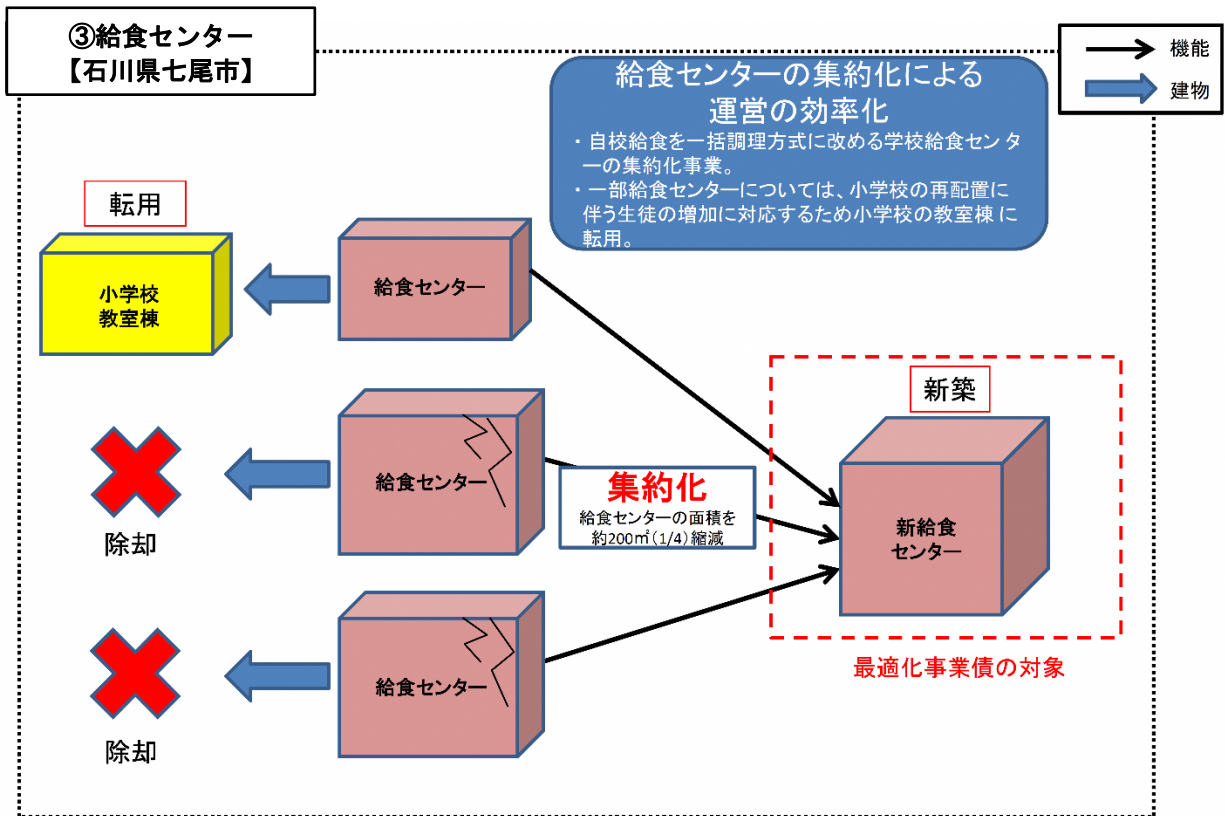 ③給食センター
【石川県七尾市】
機能
建物
給食センターの集約化による
運営の効率化
・自校給食を一括調理方式に改める学校給食センタ
ーの集約化事業。
・一部給食センターについては、小学校の再配置に
伴う生徒の増加に対応するため小学校の教室棟に
転用。
転用
小学校
教室棟
給食センター
除却
給食センター
集約化
給食センターの面積を
約200㎡(1/4)縮減
新築
新給食
センター
最適化事業債の対象
除却
給食センター